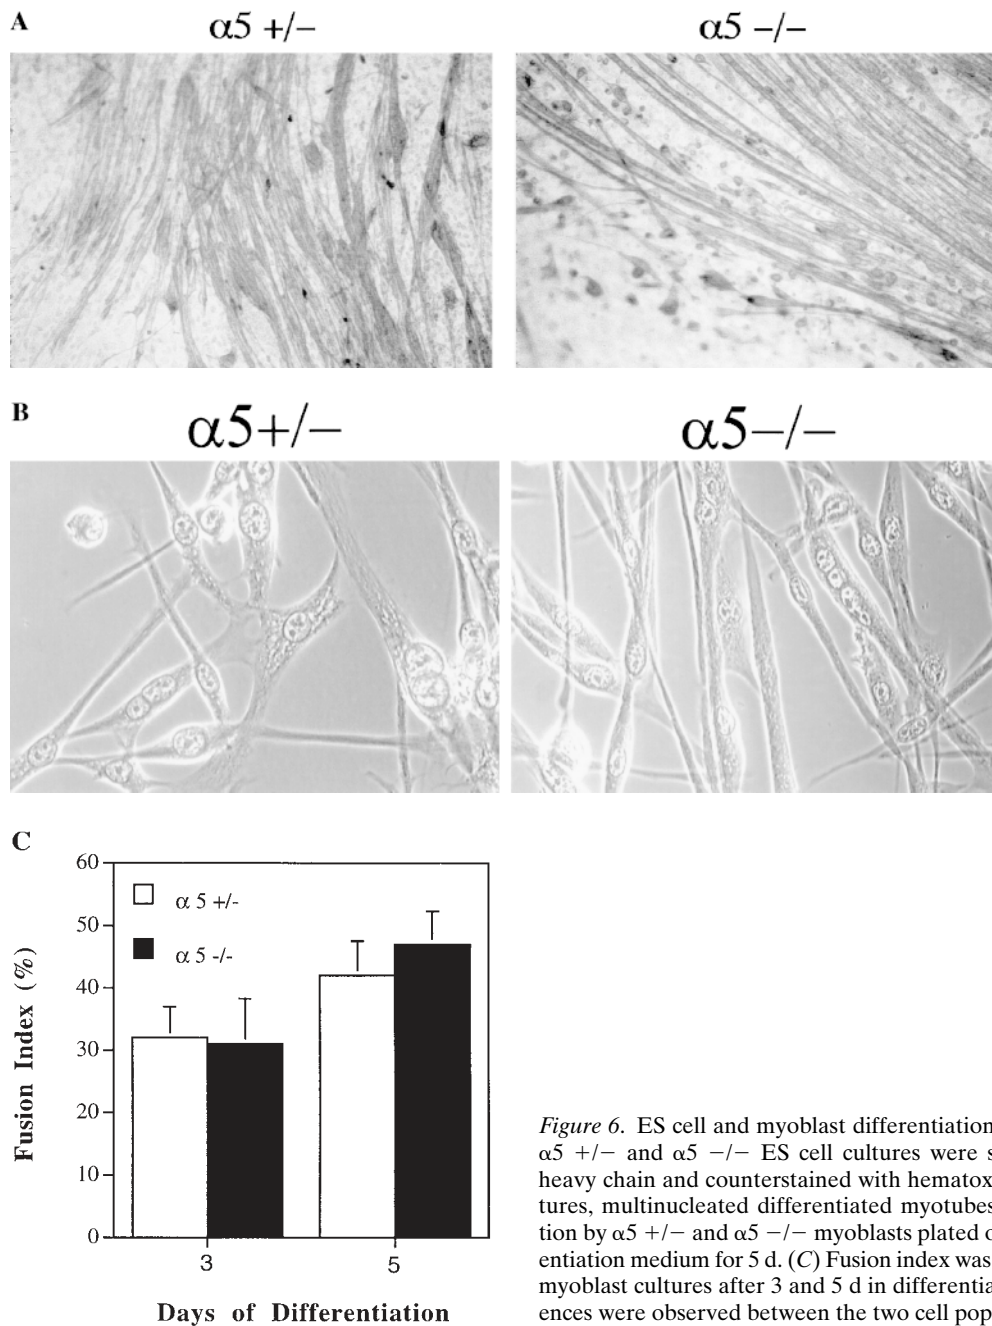 A
α5 +/−
α5 −/−
B
α5+/−
α5−/−
C
60
50
40
30
20
10
0
Fusion Index (%)
α 5 +/-
α 5 -/-
3
5
Days of Differentiation
Figure 6. ES cell and myoblast differentiation
α5 +/− and α5 −/− ES cell cultures were s
heavy chain and counterstained with hematox
tures, multinucleated differentiated myotubes
tion by α5 +/− and α5 −/− myoblasts plated o
entiation medium for 5 d. (C) Fusion index was
myoblast cultures after 3 and 5 d in differentia
ences were observed between the two cell pop